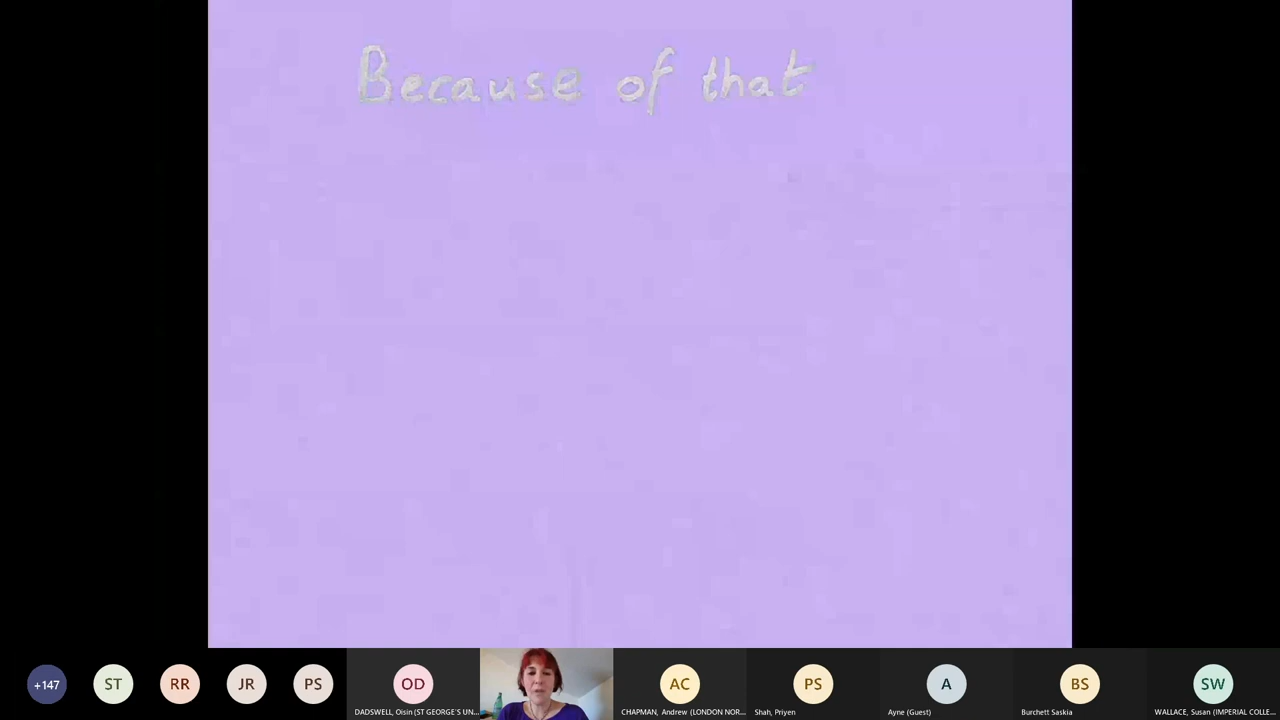 Because of that
+147
ST
RR
JR
PS
OD
AC
PS
A
BS
SW
DADSWELL, Oisin (ST GEORGE'S UN...
CHAPMAN, Andrew (LONDON NOR...
Shah, Priyen
Ayne (Guest)
Burchett Saskia
WALLACE, Susan (IMPERIAL COLLE...